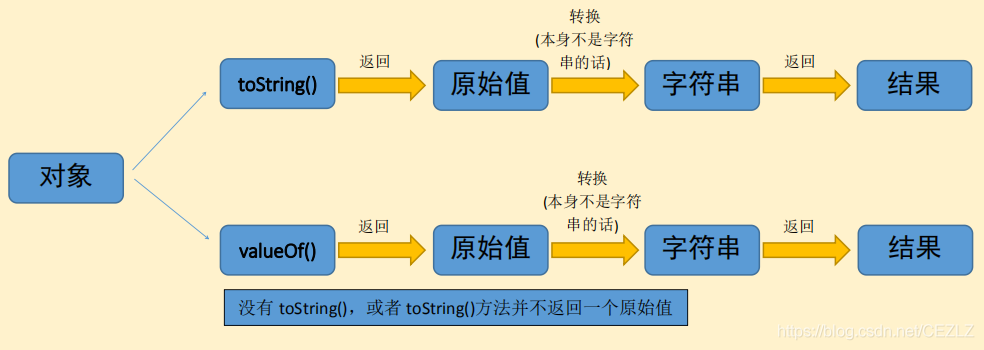 对象
toString()
返回
原始值
转换
(本身不是字符
串的话)
字符串
返回
结果
valueOf()
返回
原始值
转换
(本身不是字符
串的话)
字符串
返回
结果
没有 toString()，或者 toString()方法并不返回一个原始值
https://blog.csdn.net/CEZLZ